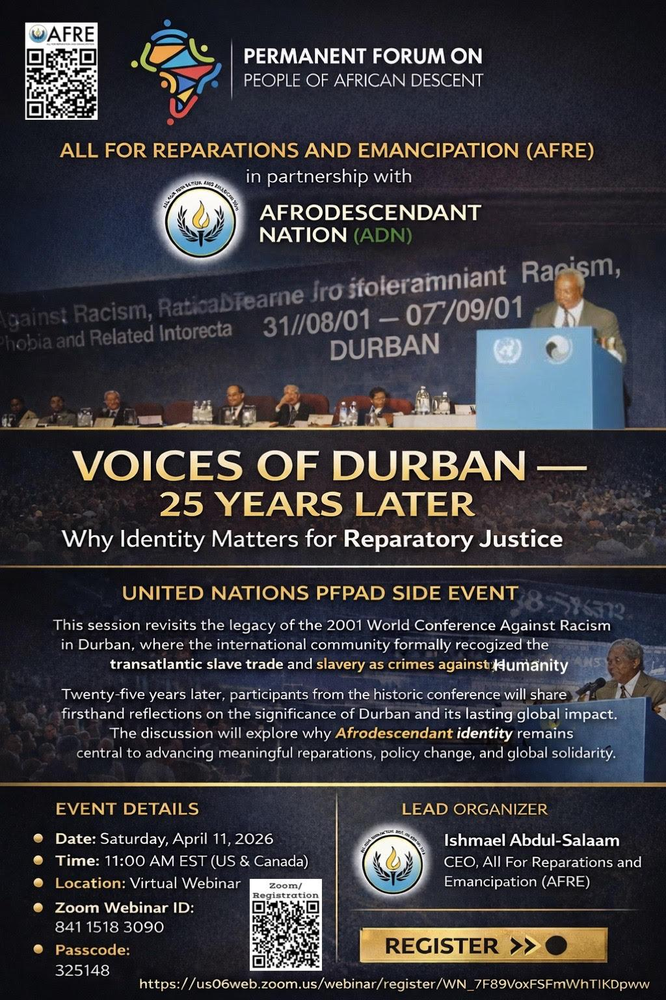 AFRE
PERMANENT FORUM ON
PEOPLE OF AFRICAN DESCENT
ALL FOR REPARATIONS AND EMANCIPATION (AFRE)
in partnership with
AFRODESCENDANT
NATION (ADN)
Against Racism,
31//08/01 — 07/09/01
DURBAN
Racism,
Phobia and Related Intorecta
VOICES OF DURBAN —
25 YEARS LATER
Why Identity Matters for Reparatory Justice
UNITED NATIONS PFPAD SIDE EVENT
This session revisits the legacy of the 2001 World Conference Against Racism
in Durban, where the international community formally recognized the
transatlantic slave trade and slavery as crimes against Humanity
Twenty-five years later, participants from the historic conference will share
firsthand reflections on the significance of Durban and its lasting global impact.
The discussion will explore why Afrodescendant identity remains
central to advancing meaningful reparations, policy change, and global solidarity.
EVENT DETAILS
Date: Saturday, April 11, 2026
Time: 11:00 AM EST (US & Canada)
Location: Virtual Webinar
Zoom Webinar ID:
841 1518 3090
Passcode:
325148
Zoom/
Registration
LEAD ORGANIZER
Ishmael Abdul-Salaam
CEO, All For Reparations and
Emancipation (AFRE)
REGISTER >>
https://us06web.zoom.us/webinar/register/WN_7F89VoxFSFmWhTIKDpww